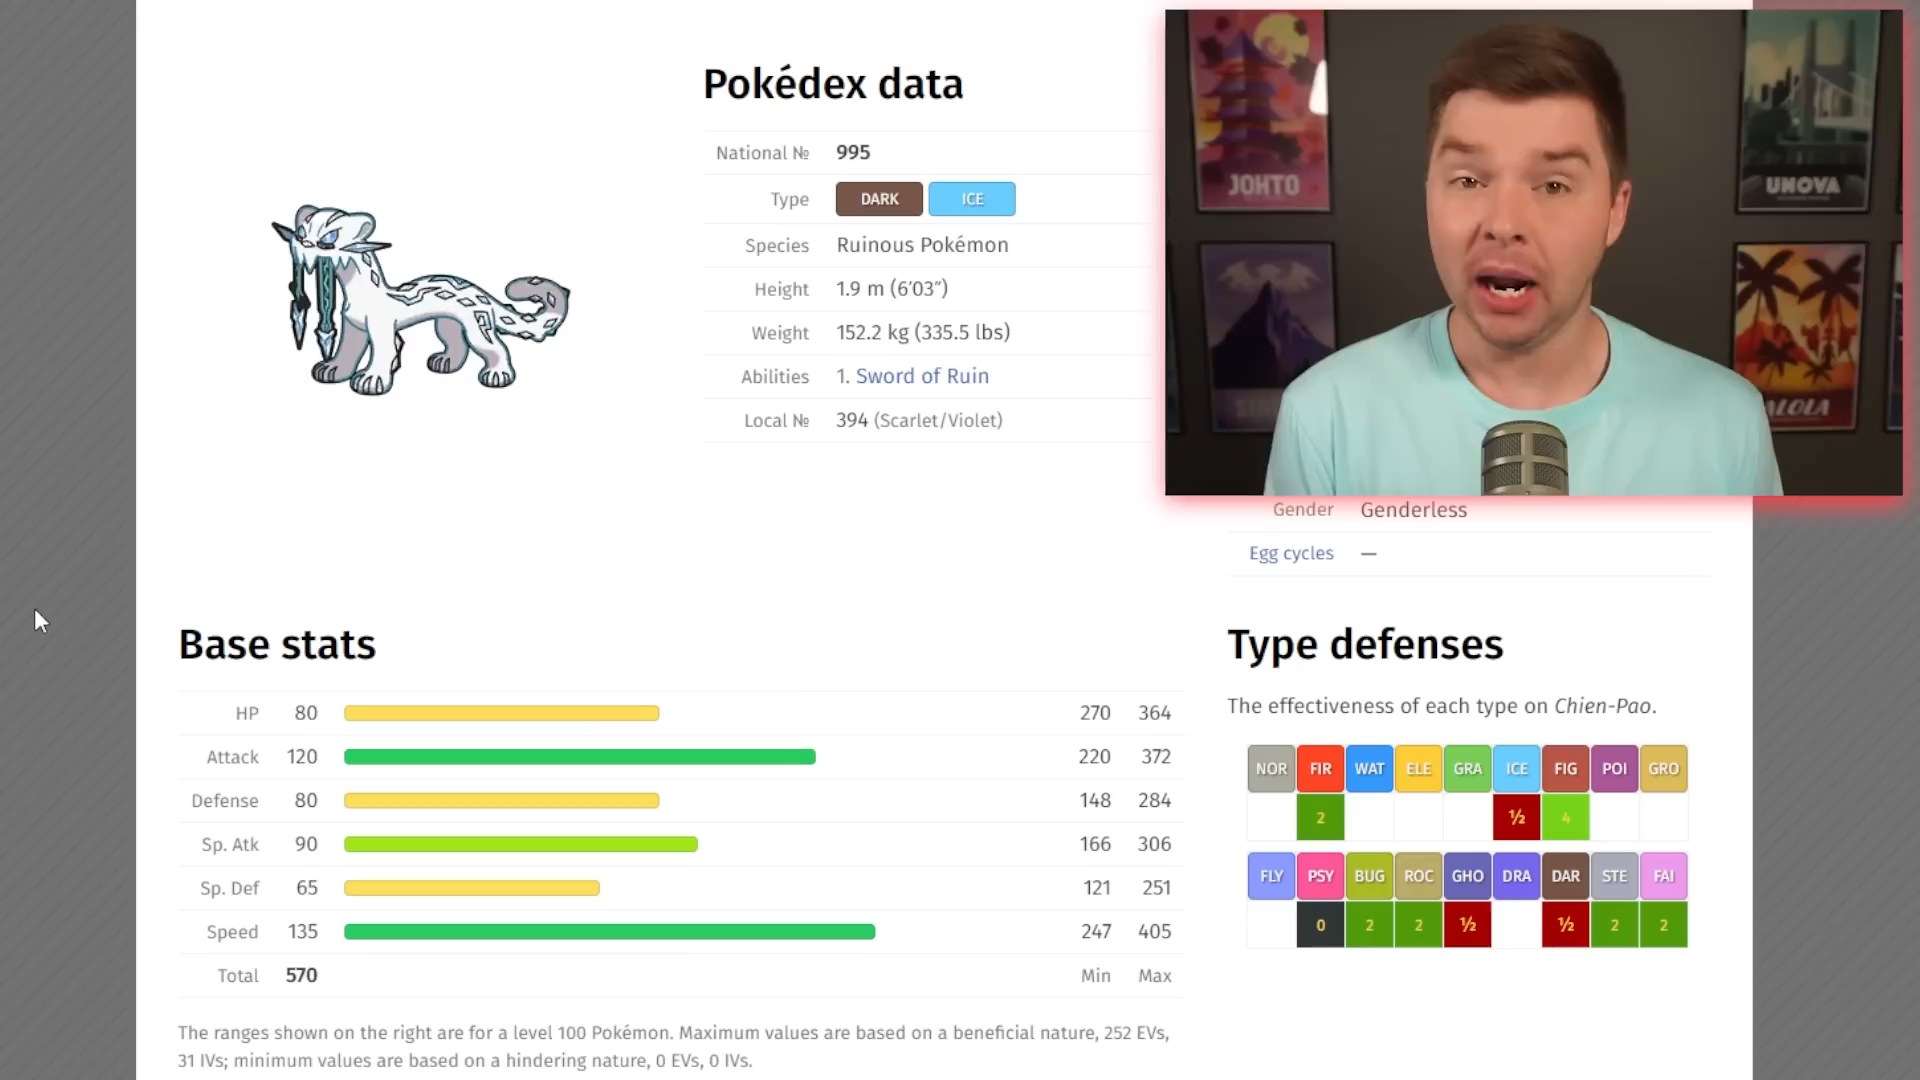 Pokédex data
National № 995
Type DARK ICE
Species Ruinous Pokémon
Height 1.9 m (6′03″)
Weight 152.2 kg (335.5 lbs)
Abilities 1. Sword of Ruin
Local № 394 (Scarlet/Violet)
JOHTO
UNOVA
ALOLA
Gender Genderless
Egg cycles —
Base stats
HP 80 270 364
Attack 120 220 372
Defense 80 148 284
Sp. Atk 90 166 306
Sp. Def 65 121 251
Speed 135 247 405
Total 570 Min Max
The ranges shown on the right are for a level 100 Pokémon. Maximum values are based on a beneficial nature, 252 EVs,
31 IVs; minimum values are based on a hindering nature, 0 EVs, 0 IVs.
Type defenses
The effectiveness of each type on Chien-Pao.
NOR FIR WAT ELE GRA ICE FIG POI GRO
2 ½ 4
FLY PSY BUG ROC GHO DRA DAR STE FAI
0 2 2 ½ ½ 2 2